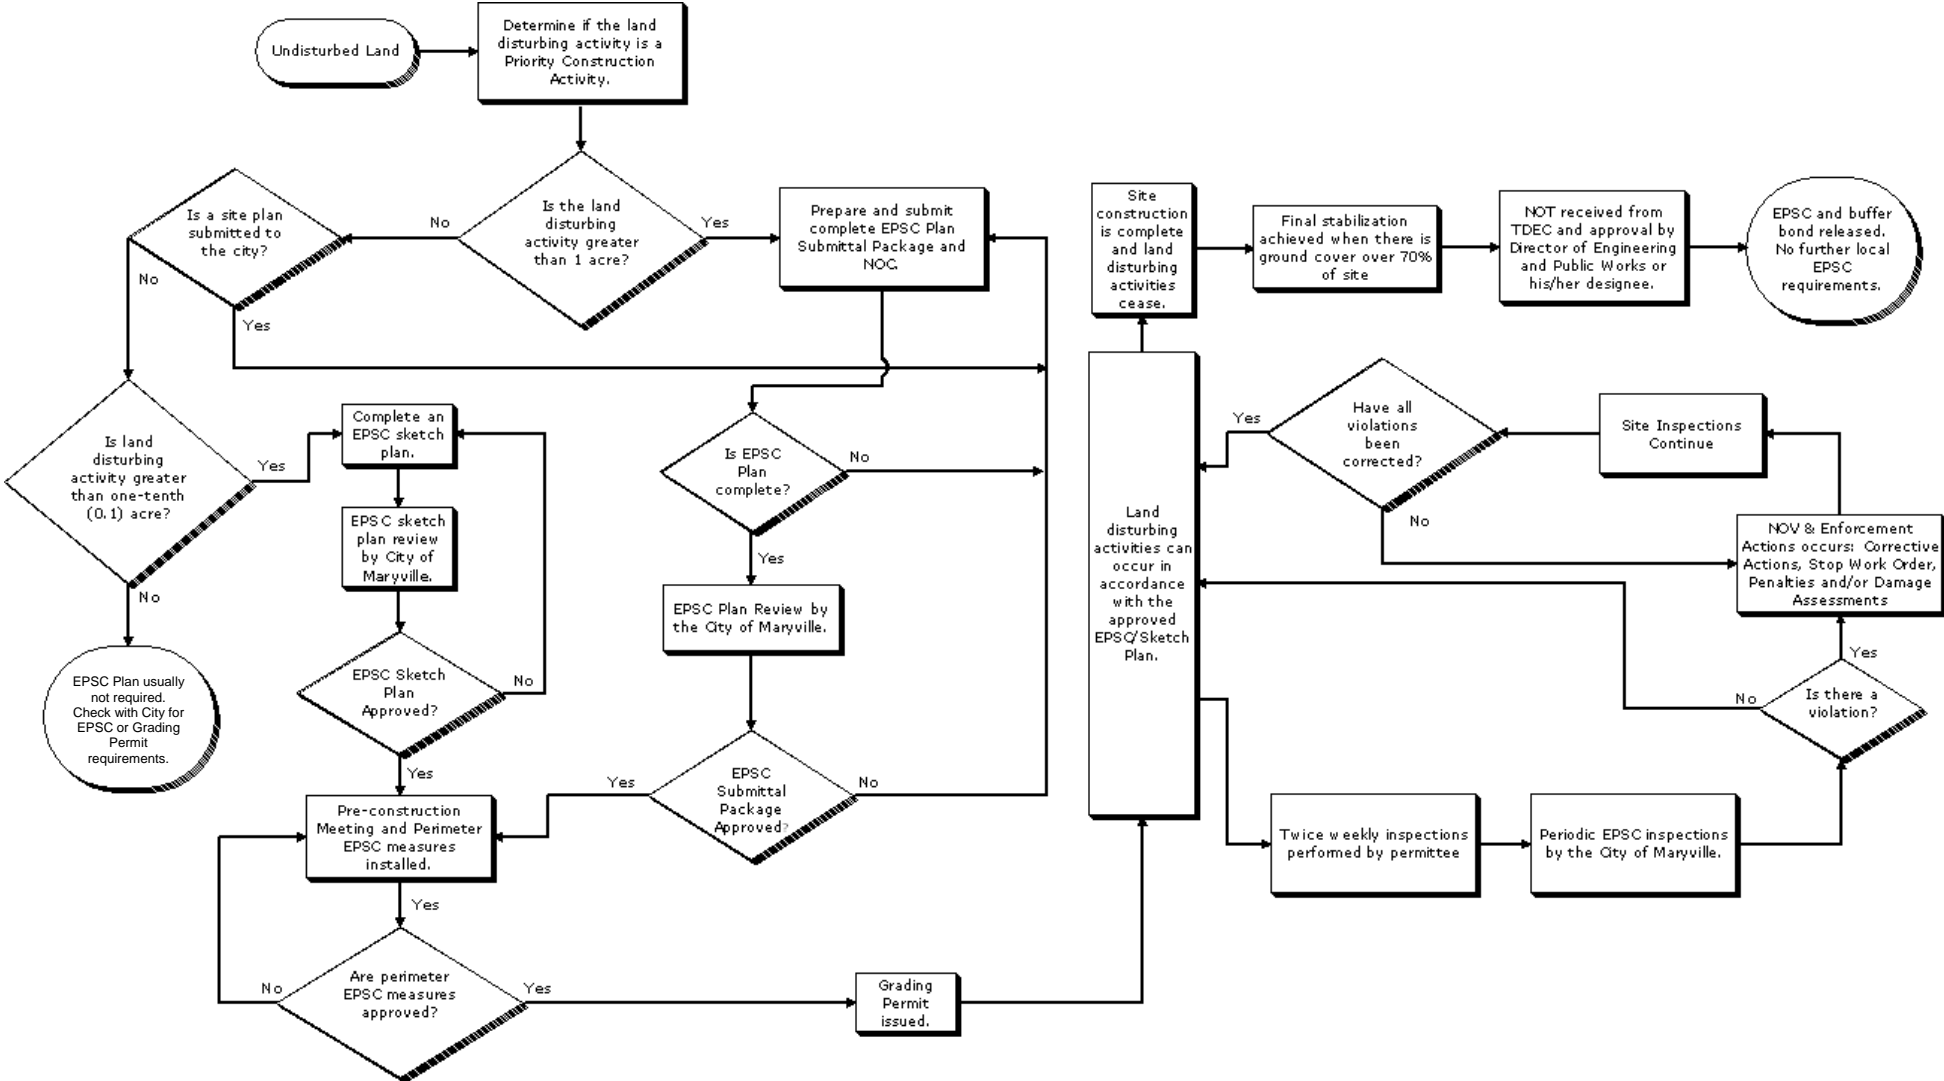 Undisturbed Land
Determine if the land
disturbing activity is a
Priority Construction
Activity.
Is the land
disturbing
activity greater
than 1 acre?
No
Yes
Is a site plan
submitted to
the city?
No
Yes
Prepare and submit
complete EPSC Plan
Submittal Package and
NOC.
Is land
disturbing
activity greater
than one-tenth
(0.1) acre?
Yes
No
EPSC Plan usually
not required.
Check with City for
EPSC or Grading
Permit
requirements.
Complete an
EPSC sketch
plan.
EPSC sketch
plan review
by City of
Maryville.
EPSC Sketch
Plan
Approved?
No
Yes
Is EPSC
Plan
complete?
No
Yes
EPSC Plan Review by
the City of Maryville.
EPSC
Submittal
Package
Approved?
Yes
No
Pre-construction
Meeting and Perimeter
EPSC measures
installed.
Yes
Are perimeter
EPSC measures
approved?
No
Yes
Grading
Permit
issued.
Land
disturbing
activities can
occur in
accordance
with the
approved
EPSC/Sketch
Plan.
Site
construction
is complete
and land
disturbing
activities
cease.
Final stabilization
achieved when there is
ground cover over 70%
of site
NOT received from
TDEC and approval by
Director of Engineering
and Public Works or
his/her designee.
EPSC and buffer
bond released.
No further local
EPSC
requirements.
Have all
violations
been
corrected?
Yes
No
Site Inspections
Continue
NOV & Enforcement
Actions occurs: Corrective
Actions, Stop Work Order,
Penalties and/or Damage
Assessments
Yes
Is there a
violation?
No
Twice weekly inspections
performed by permittee
Periodic EPSC inspections
by the City of Maryville.